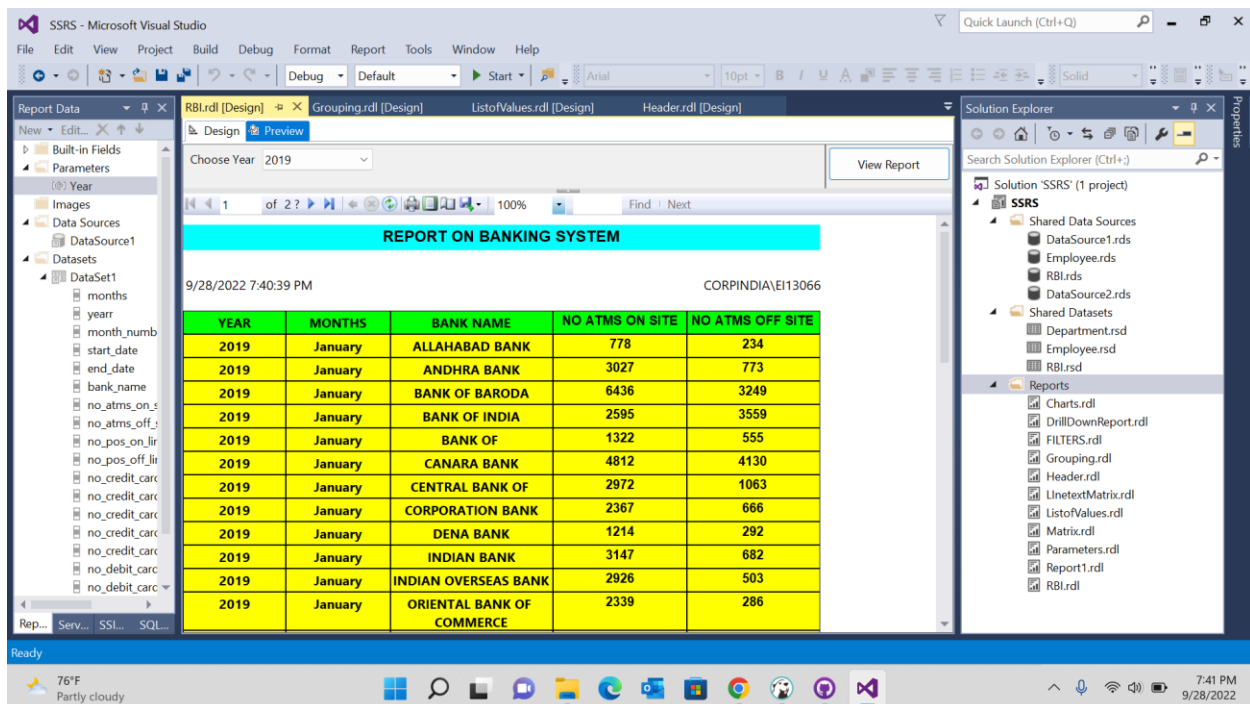 SSRS - Microsoft Visual Studio
Quick Launch (Ctrl+Q)
File Edit View Project Build Debug Format Report Tools Window Help
Debug Default Start Arial 10pt B I U A Solid
Report Data
New Edit...
Built-in Fields
Parameters
Year
Images
Data Sources
DataSource1
Datasets
DataSet1
months
yearr
month_numb
start_date
end_date
bank_name
no_atms_on_s
no_atms_off_s
no_pos_on_lir
no_pos_off_lir
no_credit_carc
no_credit_carc
no_credit_carc
no_credit_carc
no_credit_carc
no_debit_carc
no_debit_carc
Rep... Serv... SSI... SQL...
RBI.rdl [Design] Grouping.rdl [Design] ListofValues.rdl [Design] Header.rdl [Design]
Design Preview
Choose Year 2019 View Report
1 of 2 ? 100% Find Next
REPORT ON BANKING SYSTEM
9/28/2022 7:40:39 PM CORPINDIA\EI13066
YEAR MONTHS BANK NAME NO ATMS ON SITE NO ATMS OFF SITE
2019 January ALLAHABAD BANK 778 234
2019 January ANDHRA BANK 3027 773
2019 January BANK OF BARODA 6436 3249
2019 January BANK OF INDIA 2595 3559
2019 January BANK OF 1322 555
2019 January CANARA BANK 4812 4130
2019 January CENTRAL BANK OF 2972 1063
2019 January CORPORATION BANK 2367 666
2019 January DENA BANK 1214 292
2019 January INDIAN BANK 3147 682
2019 January INDIAN OVERSEAS BANK 2926 503
2019 January ORIENTAL BANK OF 2339 286
COMMERCE
Solution Explorer
Search Solution Explorer (Ctrl+;)
Solution 'SSRS' (1 project)
SSRS
Shared Data Sources
DataSource1.rds
Employee.rds
RBI.rds
DataSource2.rds
Shared Datasets
Department.rsd
Employee.rsd
RBI.rsd
Reports
Charts.rdl
DrillDownReport.rdl
FILTERS.rdl
Grouping.rdl
Header.rdl
LInetextMatrix.rdl
ListofValues.rdl
Matrix.rdl
Parameters.rdl
Report1.rdl
RBI.rdl
Properties
Ready
76°F
Partly cloudy
7:41 PM
9/28/2022